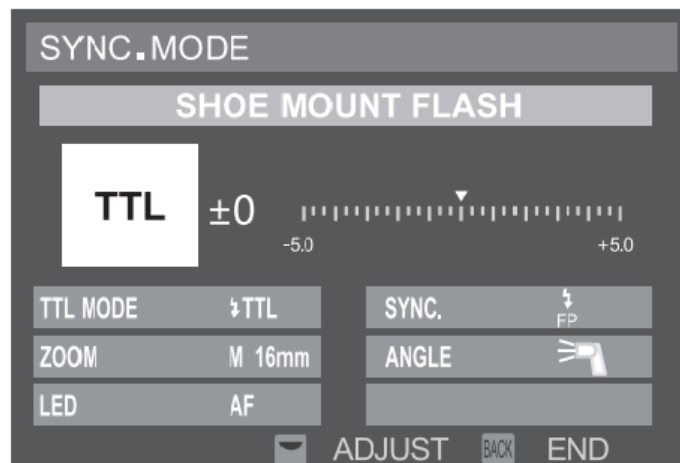 SYNC.MODE
SHOE MOUNT FLASH
TTL ±0
-5.0 +5.0
TTL MODE TTL SYNC. FP
ZOOM M 16mm ANGLE
LED AF
ADJUST BACK END